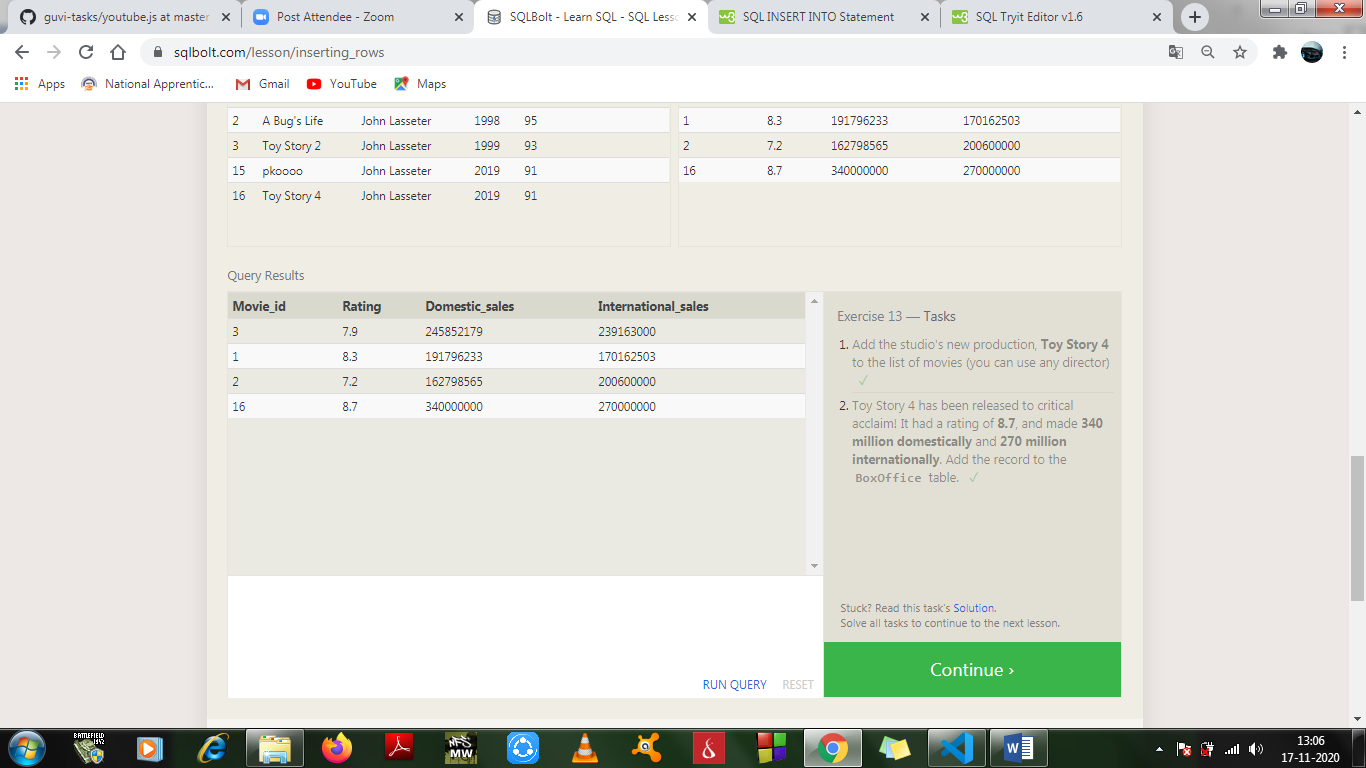 guvi-tasks/youtube.js at master
Post Attendee - Zoom
SQLBolt - Learn SQL - SQL Less
SQL INSERT INTO Statement
SQL Tryit Editor v1.6
sqlbolt.com/lesson/inserting_rows
Apps
National Apprentic...
Gmail
YouTube
Maps
2 A Bug's Life John Lasseter 1998 95
3 Toy Story 2 John Lasseter 1999 93
15 pkoooo John Lasseter 2019 91
16 Toy Story 4 John Lasseter 2019 91
1 8.3 191796233 170162503
2 7.2 162798565 200600000
16 8.7 340000000 270000000
Query Results
Movie_id Rating Domestic_sales International_sales
3 7.9 245852179 239163000
1 8.3 191796233 170162503
2 7.2 162798565 200600000
16 8.7 340000000 270000000
Exercise 13 — Tasks
1. Add the studio's new production, Toy Story 4
to the list of movies (you can use any director)
✓
2. Toy Story 4 has been released to critical
acclaim! It had a rating of 8.7, and made 340
million domestically and 270 million
internationally. Add the record to the
BoxOffice table. ✓
Stuck? Read this task's Solution.
Solve all tasks to continue to the next lesson.
RUN QUERY RESET
Continue ›
BATTLEFIELD
1942
NFS
MW
13:06
17-11-2020